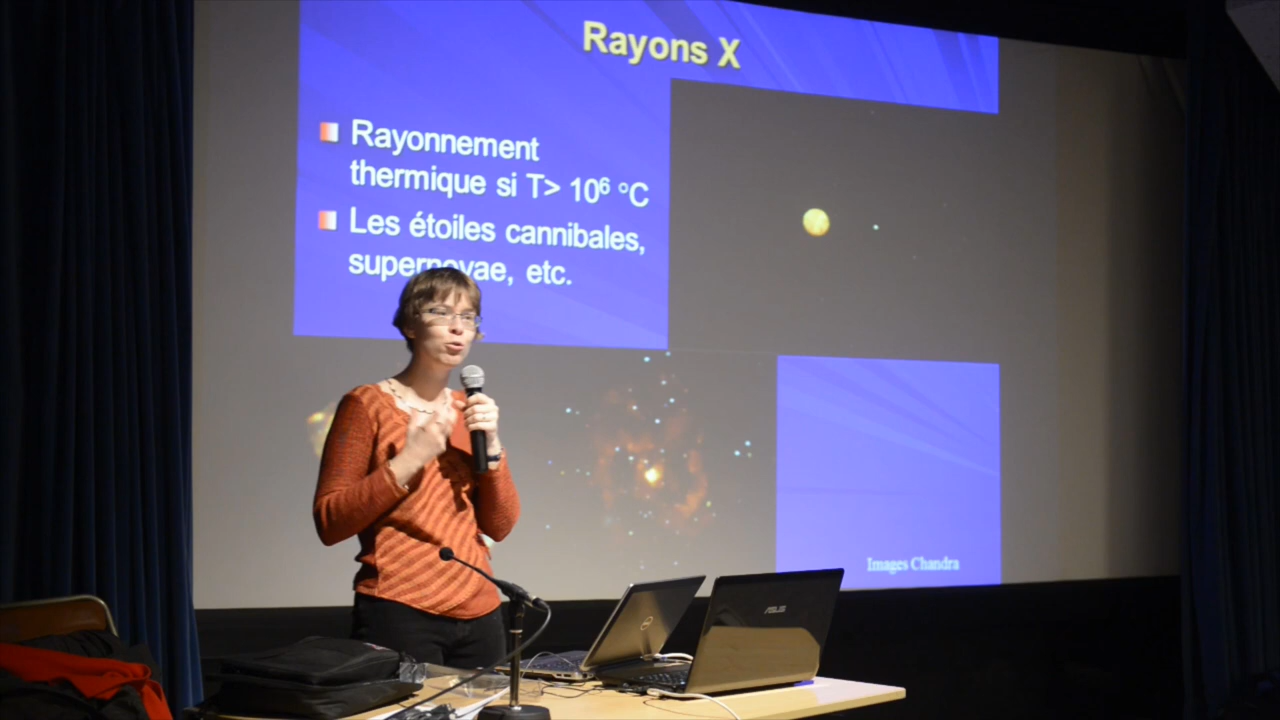 Rayons X
Rayonnement
thermique si T> 10⁶ °C
Les étoiles cannibales,
supernovae, etc.
Images Chandra
ASUS